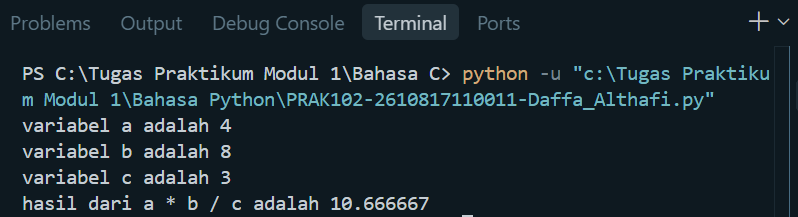 Problems Output Debug Console Terminal Ports
PS C:\Tugas Praktikum Modul 1\Bahasa C> python -u "c:\Tugas Praktiku
m Modul 1\Bahasa Python\PRAK102-2610817110011-Daffa_Althafi.py"
variabel a adalah 4
variabel b adalah 8
variabel c adalah 3
hasil dari a * b / c adalah 10.666667